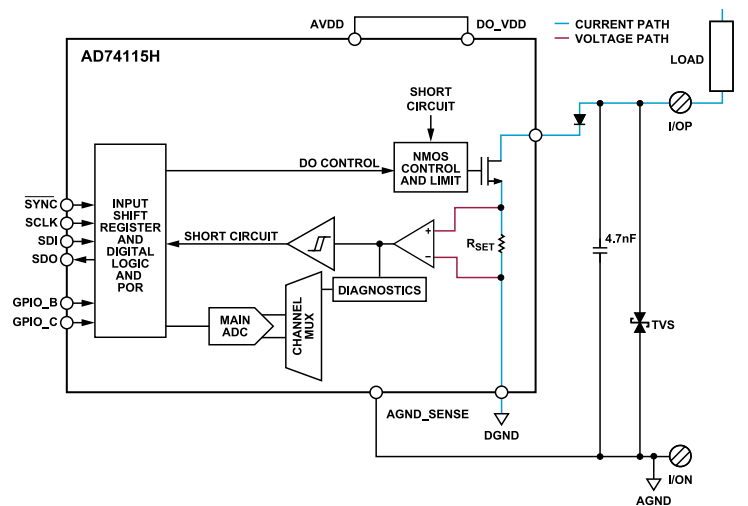 AVDD
DO_VDD
CURRENT PATH
VOLTAGE PATH
AD74115H
LOAD
SHORT
CIRCUIT
I/OP
DO CONTROL
NMOS
CONTROL
AND LIMIT
SYNC
SCLK
SDI
SDO
GPIO_B
GPIO_C
INPUT
SHIFT
REGISTER
AND
DIGITAL
LOGIC
AND
POR
SHORT CIRCUIT
+
−
RSET
4.7nF
DIAGNOSTICS
MAIN
ADC
CHANNEL
MUX
TVS
AGND_SENSE
DGND
I/ON
AGND